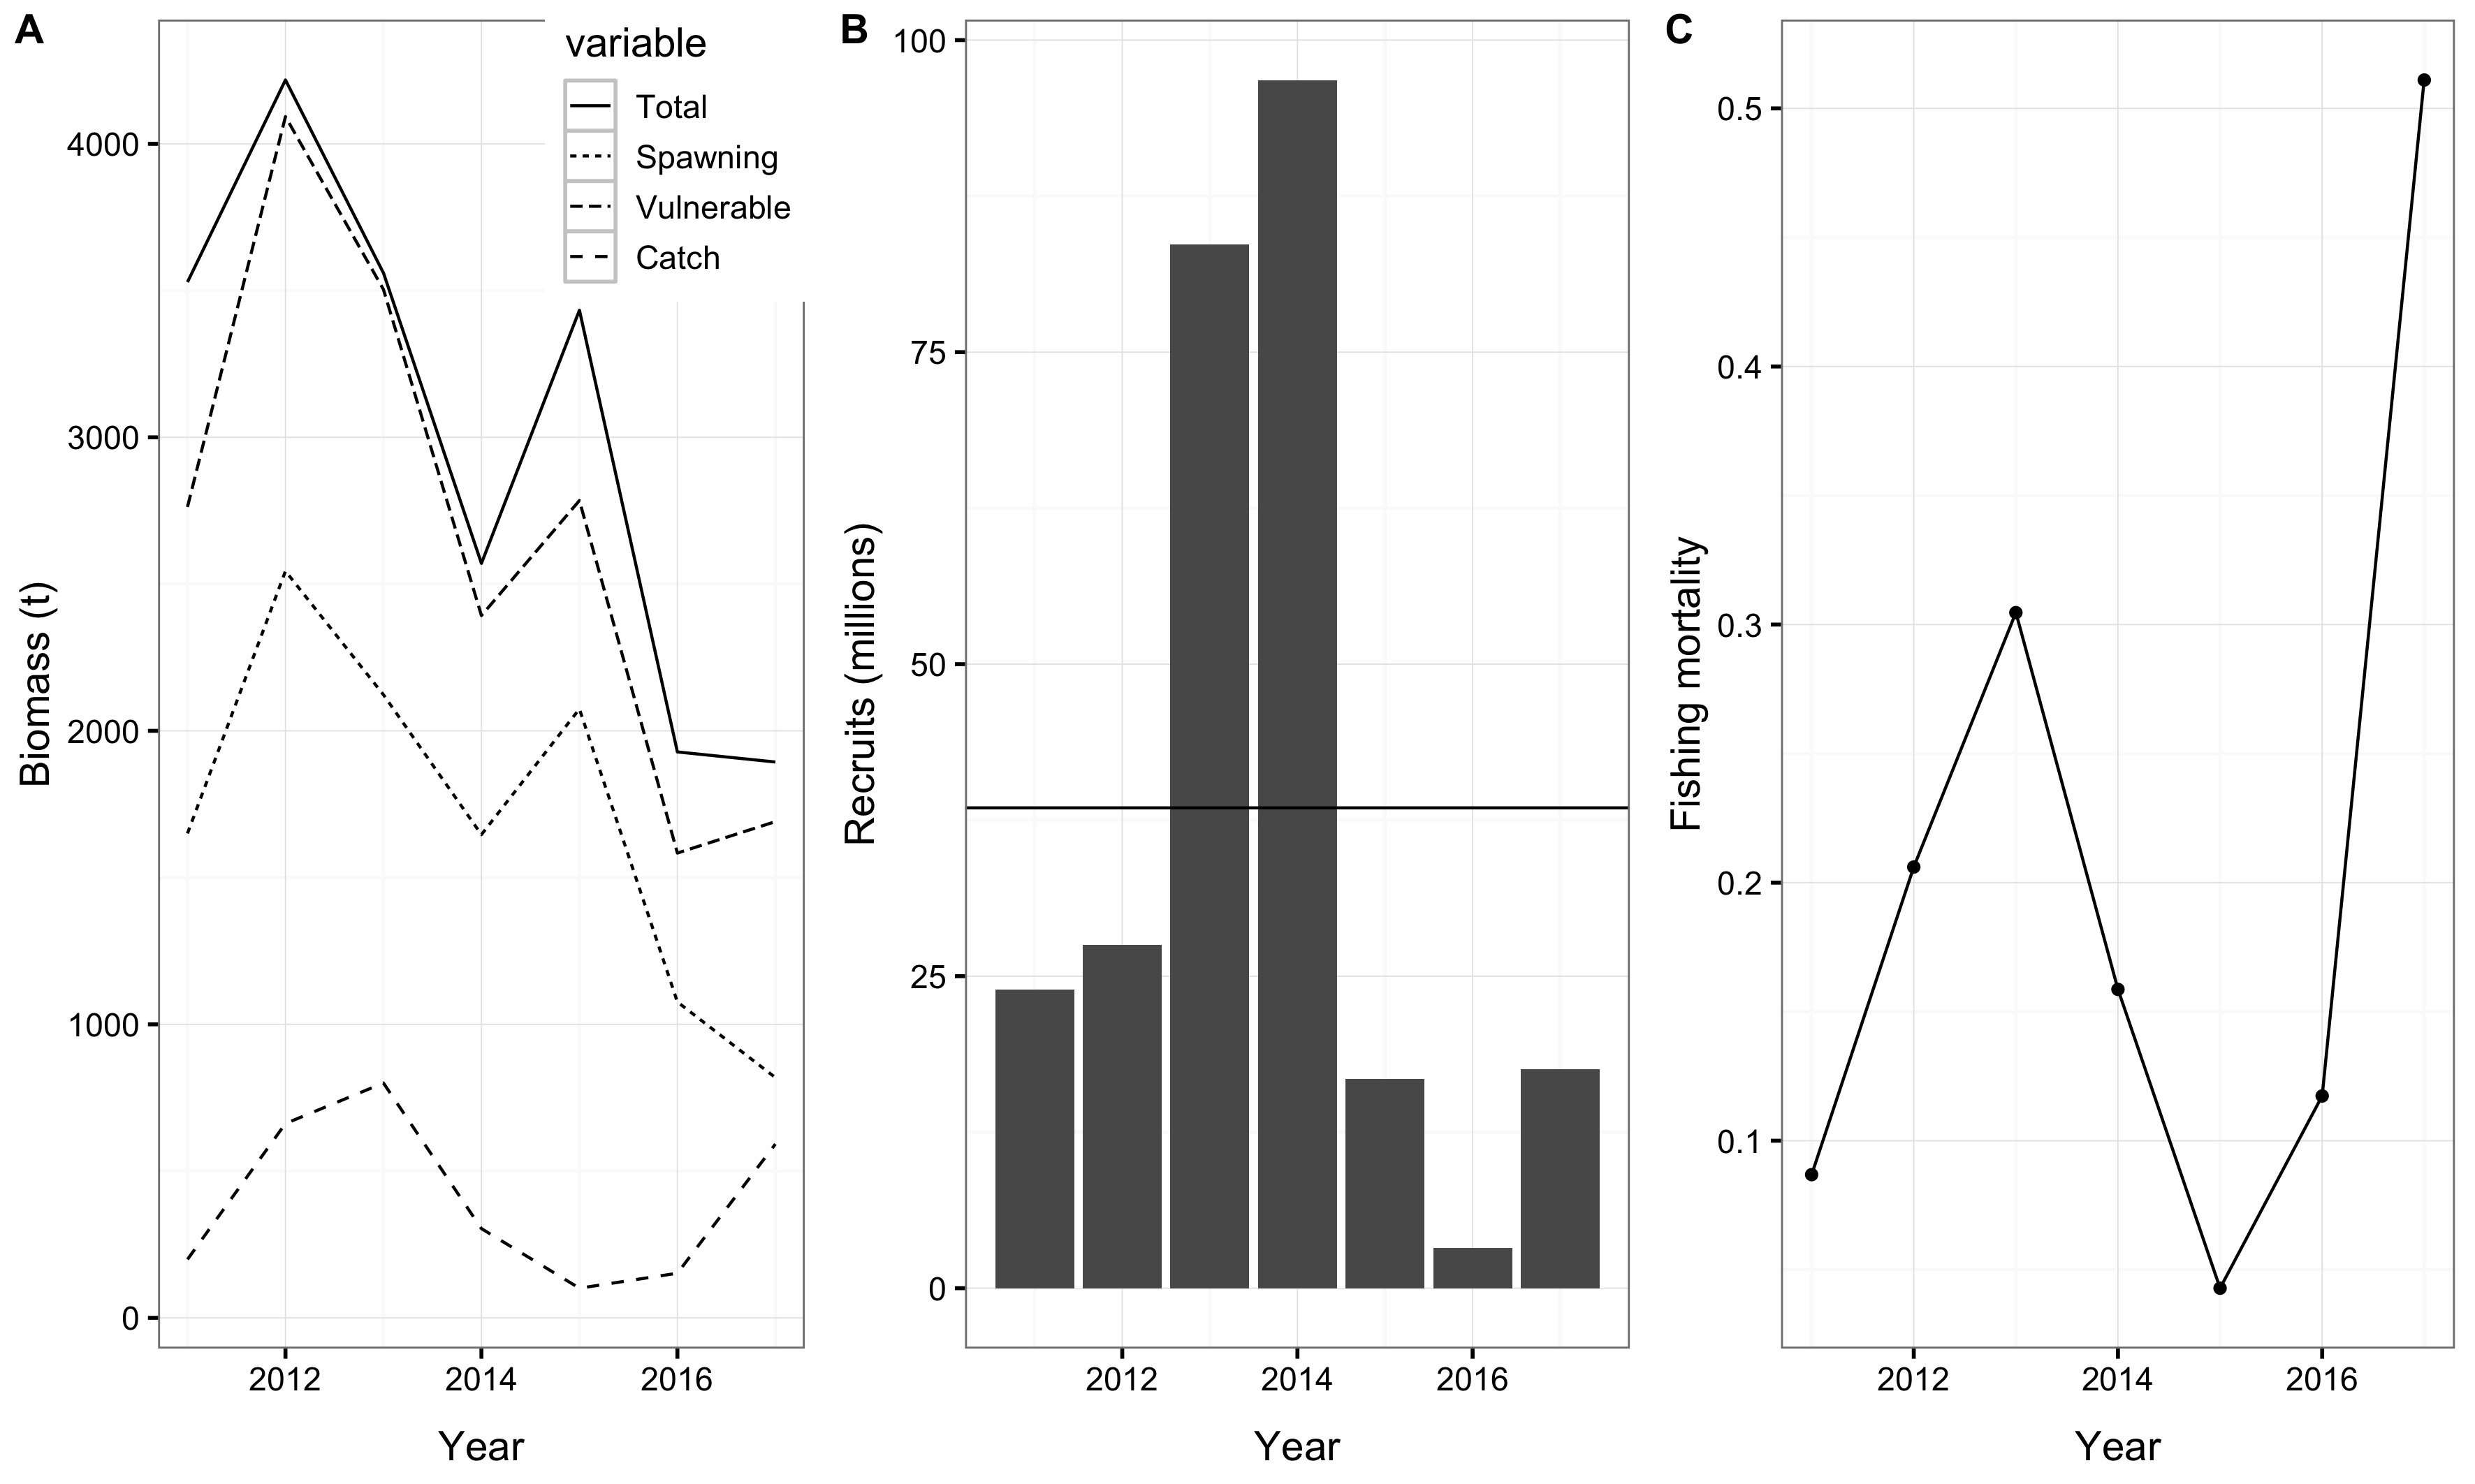 A
variable
Total
Spawning
Vulnerable
Catch
4000
3000
2000
1000
0
Biomass (t)
2012 2014 2016
Year
B
100
75
50
25
0
Recruits (millions)
2012 2014 2016
Year
C
0.5
0.4
0.3
0.2
0.1
Fishing mortality
2012 2014 2016
Year